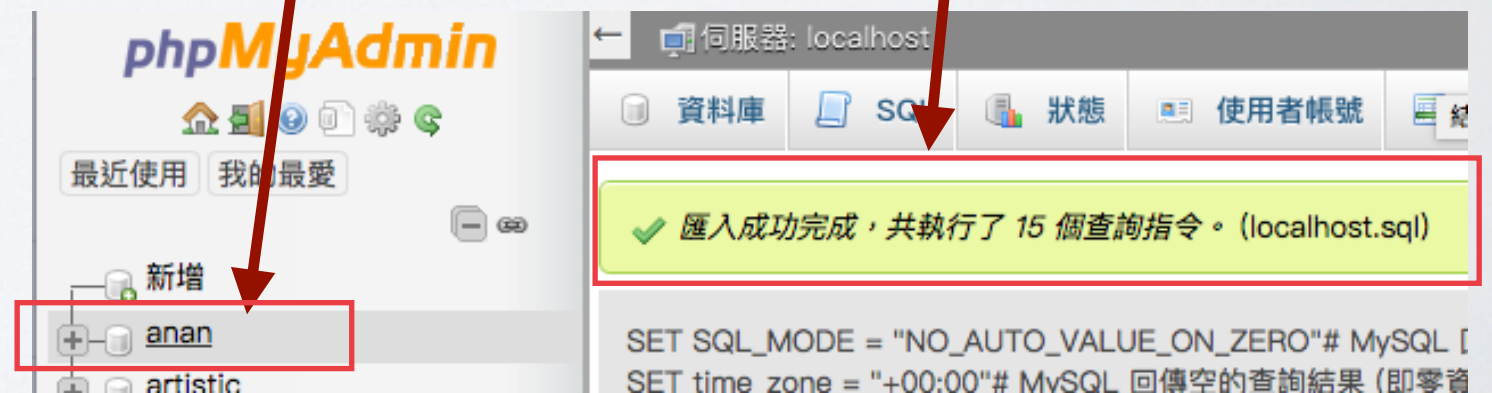 phpMyAdmin
最近使用 我的最愛
新增
anan
artistic
伺服器: localhost
資料庫 SQL 狀態 使用者帳號 結
匯入成功完成，共執行了 15 個查詢指令。(localhost.sql)
SET SQL_MODE = "NO_AUTO_VALUE_ON_ZERO"# MySQL
SET time_zone = "+00:00"# MySQL 回傳空的查詢結果 (即零資